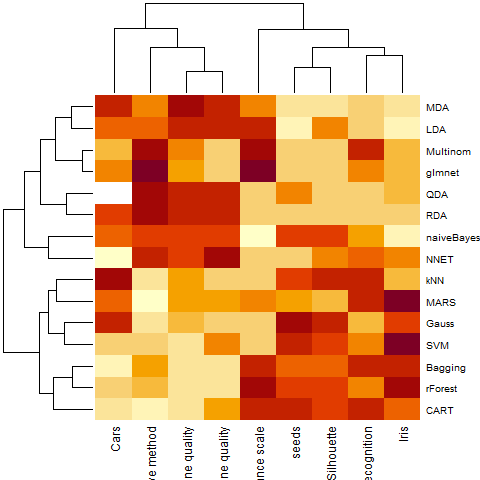 MDA
LDA
Multinom
glmnet
QDA
RDA
naiveBayes
NNET
kNN
MARS
Gauss
SVM
Bagging
rForest
CART
Cars
ve method
ne quality
ne quality
ance scale
seeds
Silhouette
ecognition
Iris